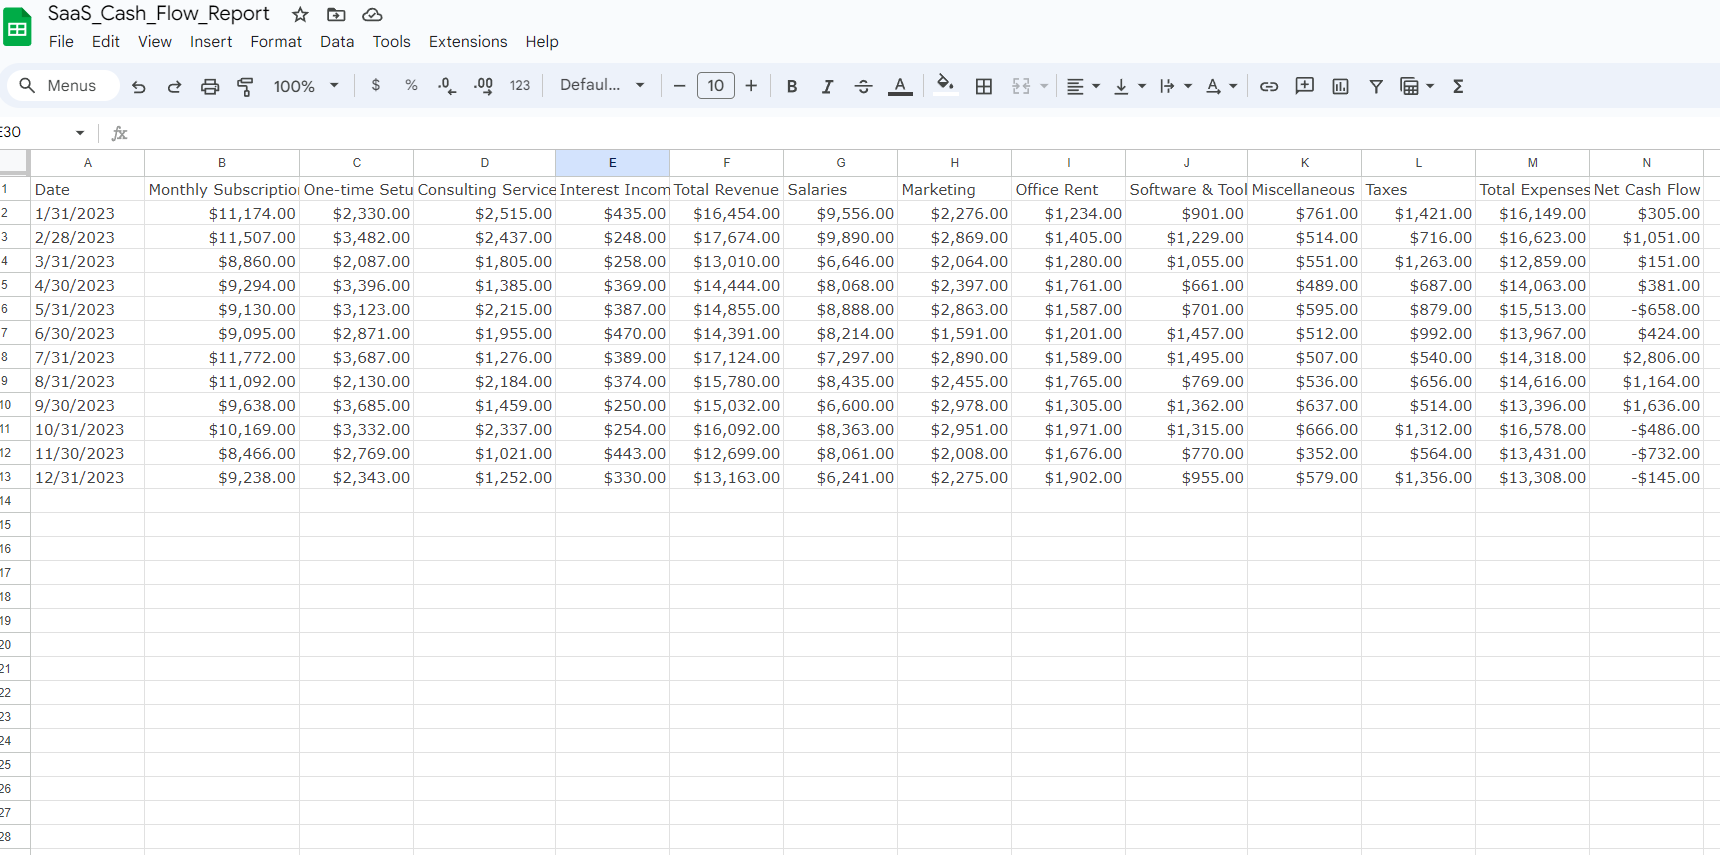 SaaS_Cash_Flow_Report
File Edit View Insert Format Data Tools Extensions Help
Menus 100% $ % .0 .00 123 Defaul... 10 B I A A Σ
E30 fx
A B C D E F G H I J K L M N
1 Date Monthly Subscriptio One-time Setu Consulting Service Interest Incom Total Revenue Salaries Marketing Office Rent Software & Tool Miscellaneous Taxes Total Expenses Net Cash Flow
2 1/31/2023 $11,174.00 $2,330.00 $2,515.00 $435.00 $16,454.00 $9,556.00 $2,276.00 $1,234.00 $901.00 $761.00 $1,421.00 $16,149.00 $305.00
3 2/28/2023 $11,507.00 $3,482.00 $2,437.00 $248.00 $17,674.00 $9,890.00 $2,869.00 $1,405.00 $1,229.00 $514.00 $716.00 $16,623.00 $1,051.00
4 3/31/2023 $8,860.00 $2,087.00 $1,805.00 $258.00 $13,010.00 $6,646.00 $2,064.00 $1,280.00 $1,055.00 $551.00 $1,263.00 $12,859.00 $151.00
5 4/30/2023 $9,294.00 $3,396.00 $1,385.00 $369.00 $14,444.00 $8,068.00 $2,397.00 $1,761.00 $661.00 $489.00 $687.00 $14,063.00 $381.00
6 5/31/2023 $9,130.00 $3,123.00 $2,215.00 $387.00 $14,855.00 $8,888.00 $2,863.00 $1,587.00 $701.00 $595.00 $879.00 $15,513.00 -$658.00
7 6/30/2023 $9,095.00 $2,871.00 $1,955.00 $470.00 $14,391.00 $8,214.00 $1,591.00 $1,201.00 $1,457.00 $512.00 $992.00 $13,967.00 $424.00
8 7/31/2023 $11,772.00 $3,687.00 $1,276.00 $389.00 $17,124.00 $7,297.00 $2,890.00 $1,589.00 $1,495.00 $507.00 $540.00 $14,318.00 $2,806.00
9 8/31/2023 $11,092.00 $2,130.00 $2,184.00 $374.00 $15,780.00 $8,435.00 $2,455.00 $1,765.00 $769.00 $536.00 $656.00 $14,616.00 $1,164.00
10 9/30/2023 $9,638.00 $3,685.00 $1,459.00 $250.00 $15,032.00 $6,600.00 $2,978.00 $1,305.00 $1,362.00 $637.00 $514.00 $13,396.00 $1,636.00
11 10/31/2023 $10,169.00 $3,332.00 $2,337.00 $254.00 $16,092.00 $8,363.00 $2,951.00 $1,971.00 $1,315.00 $666.00 $1,312.00 $16,578.00 -$486.00
12 11/30/2023 $8,466.00 $2,769.00 $1,021.00 $443.00 $12,699.00 $8,061.00 $2,008.00 $1,676.00 $770.00 $352.00 $564.00 $13,431.00 -$732.00
13 12/31/2023 $9,238.00 $2,343.00 $1,252.00 $330.00 $13,163.00 $6,241.00 $2,275.00 $1,902.00 $955.00 $579.00 $1,356.00 $13,308.00 -$145.00
14
15
16
17
18
19
20
21
22
23
24
25
26
27
28